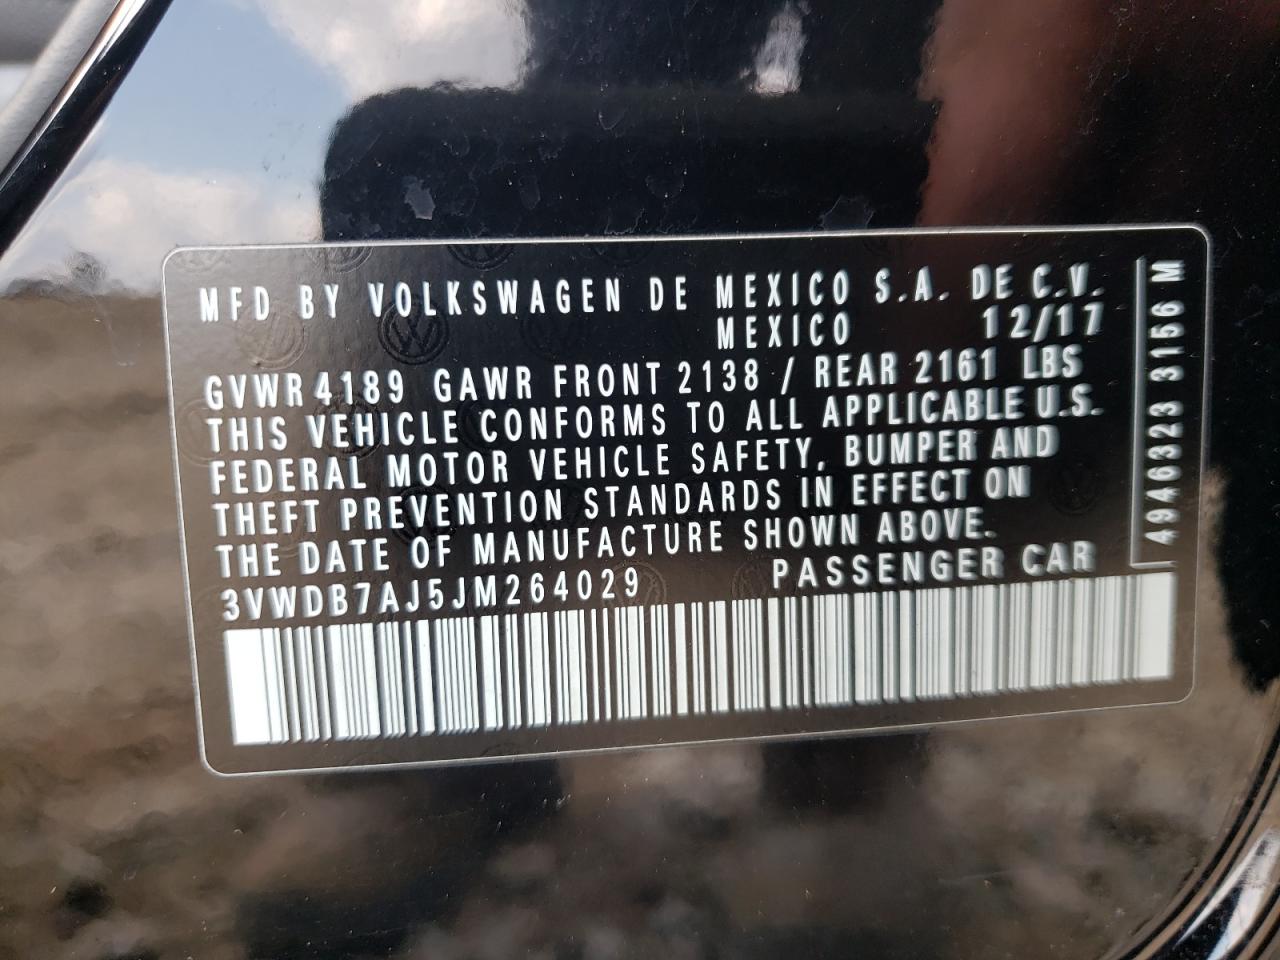 MFD BY VOLKSWAGEN DE MEXICO S.A. DE C.V.
MEXICO 12/17
GVWR 4189 GAWR FRONT 2138 / REAR 2161 LBS
THIS VEHICLE CONFORMS TO ALL APPLICABLE U.S.
FEDERAL MOTOR VEHICLE SAFETY, BUMPER AND
THEFT PREVENTION STANDARDS IN EFFECT ON
THE DATE OF MANUFACTURE SHOWN ABOVE.
3VWDB7AJ5JM264029 PASSENGER CAR
4946323 3156 M